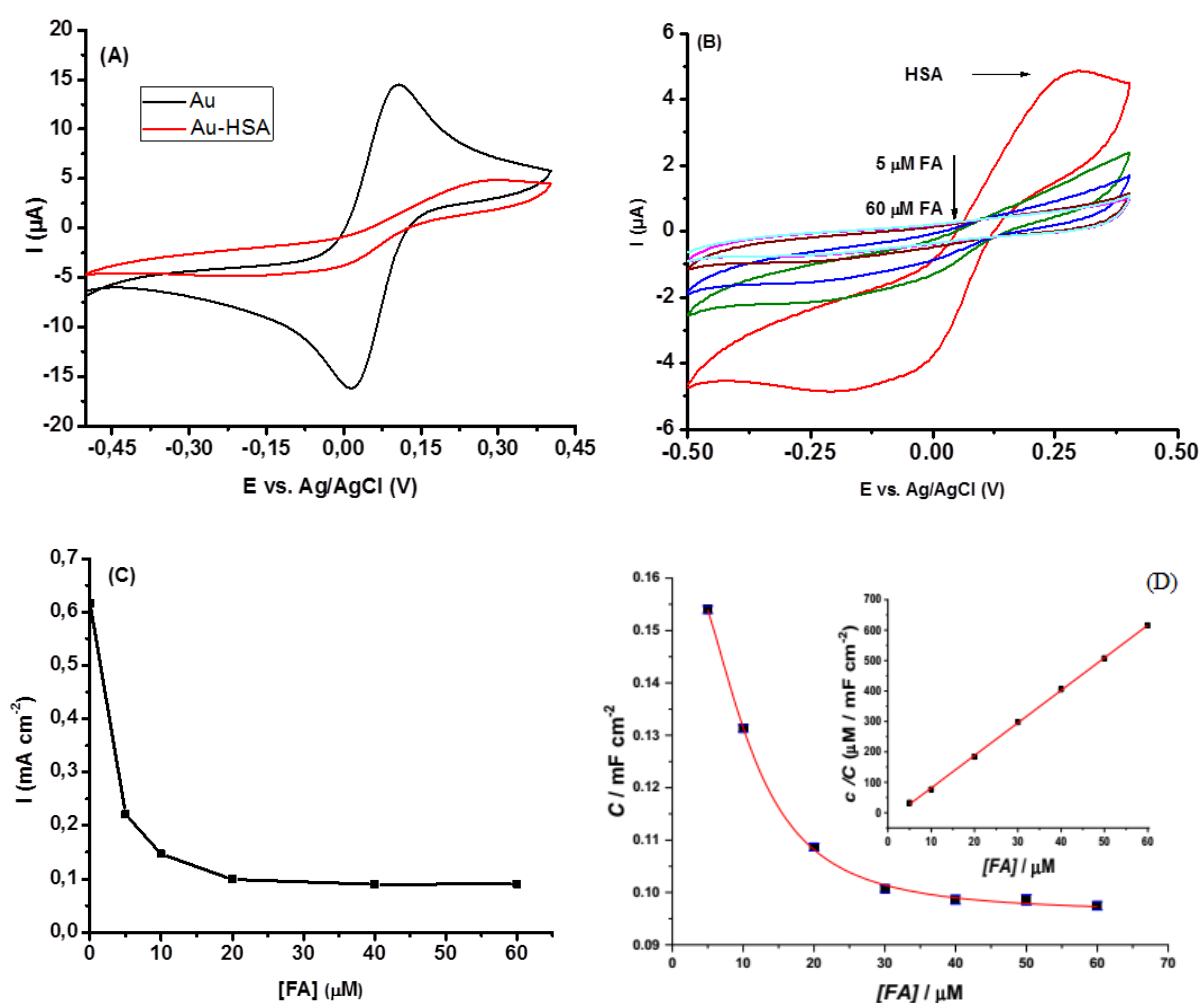 (A)
Au
Au-HSA
I (µA)
20
15
10
5
0
-5
-10
-15
-20
-0,45 -0,30 -0,15 0,00 0,15 0,30 0,45
E vs. Ag/AgCl (V)
(B)
HSA
5 µM FA
60 µM FA
I (µA)
6
4
2
0
-2
-4
-6
-0.50 -0.25 0.00 0.25 0.50
E vs. Ag/AgCl (V)
(C)
I (mA cm-2)
0,7
0,6
0,5
0,4
0,3
0,2
0,1
0,0
0 10 20 30 40 50 60
[FA] (µM)
(D)
C / mF cm-2
0.16
0.15
0.14
0.13
0.12
0.11
0.10
0.09
0 10 20 30 40 50 60 70
[FA] / µM
c /C (µM / mF cm-2)
700
600
500
400
300
200
100
0
0 10 20 30 40 50 60
[FA] / µM